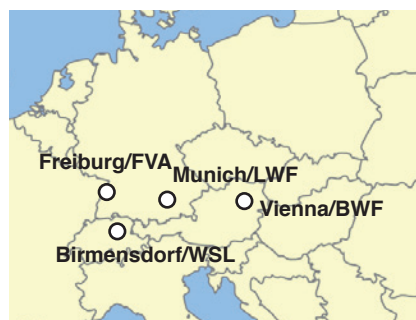 Freiburg/FVA
Munich/LWF
Vienna/BWF
Birmensdorf/WSL